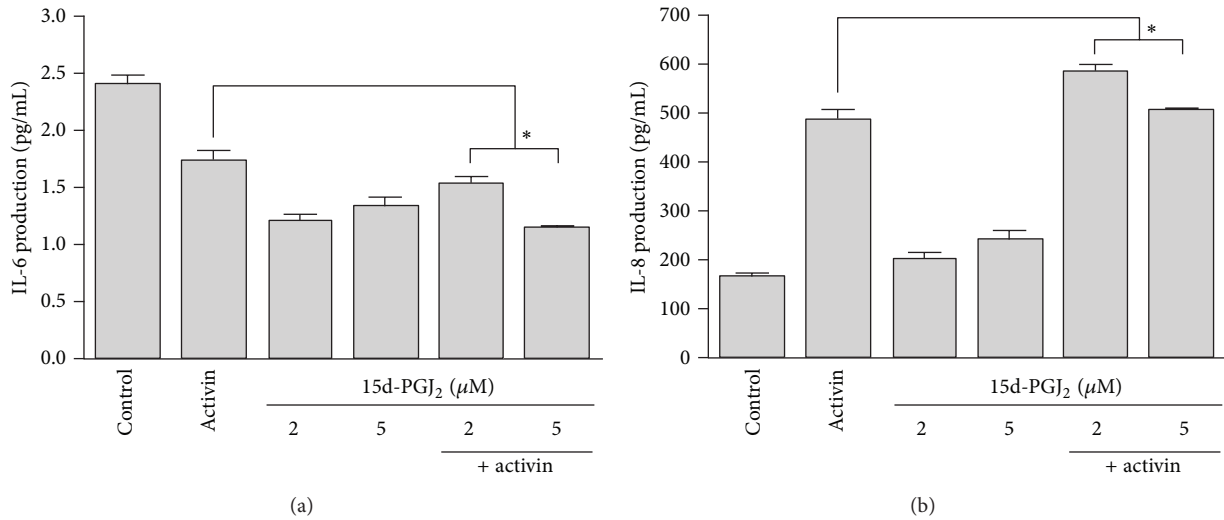 3.0
2.5
2.0
1.5
1.0
0.5
0.0
IL-6 production (pg/mL)
*
Control
Activin
15d-PGJ₂ (μM)
2 5 2 5
+ activin
(a)
700
600
500
400
300
200
100
0
IL-8 production (pg/mL)
*
Control
Activin
15d-PGJ₂ (μM)
2 5 2 5
+ activin
(b)